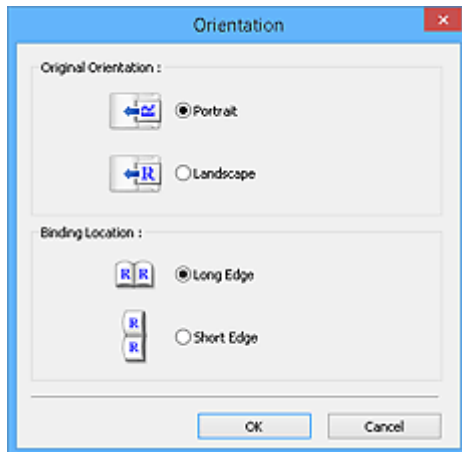 Orientation
Original Orientation :
Portrait
R
Landscape
Binding Location :
R R
Long Edge
R
R
Short Edge
OK
Cancel